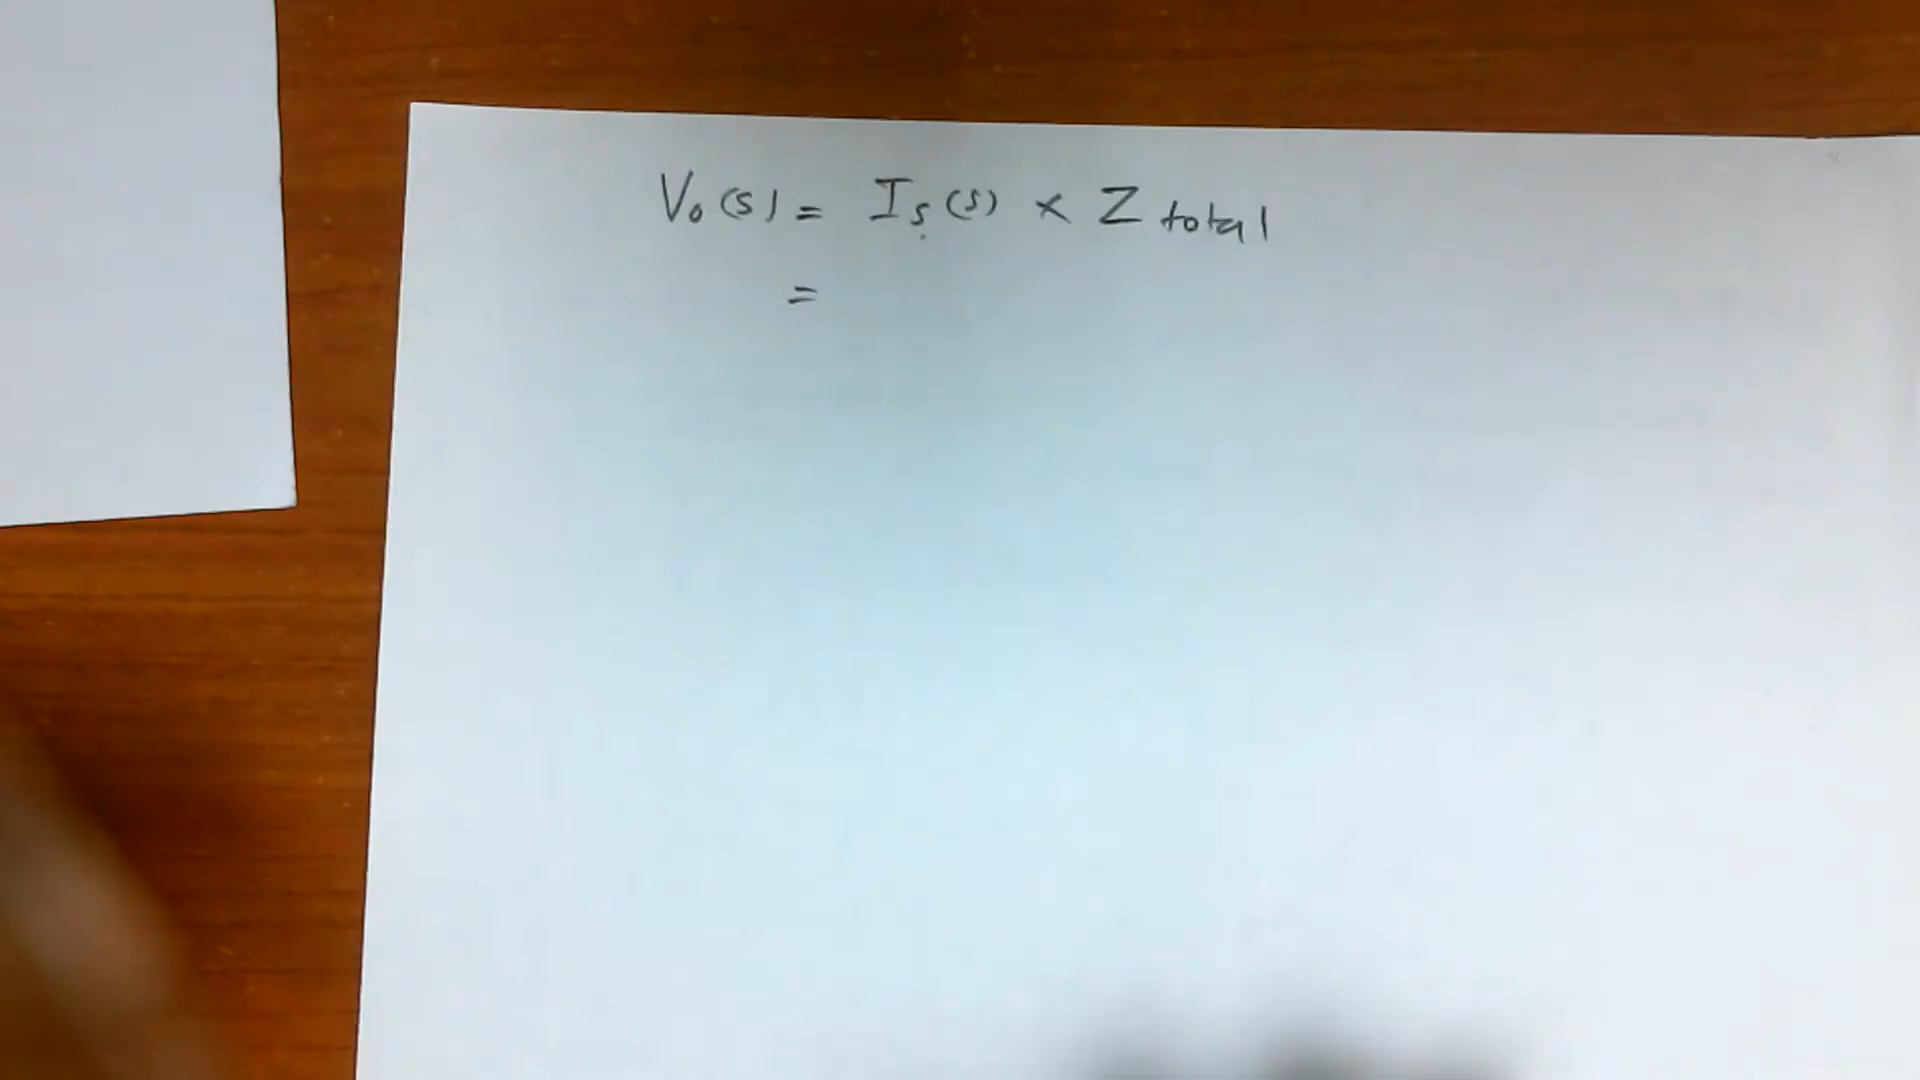 V₀(s) = Iₛ(s) × Z total
=